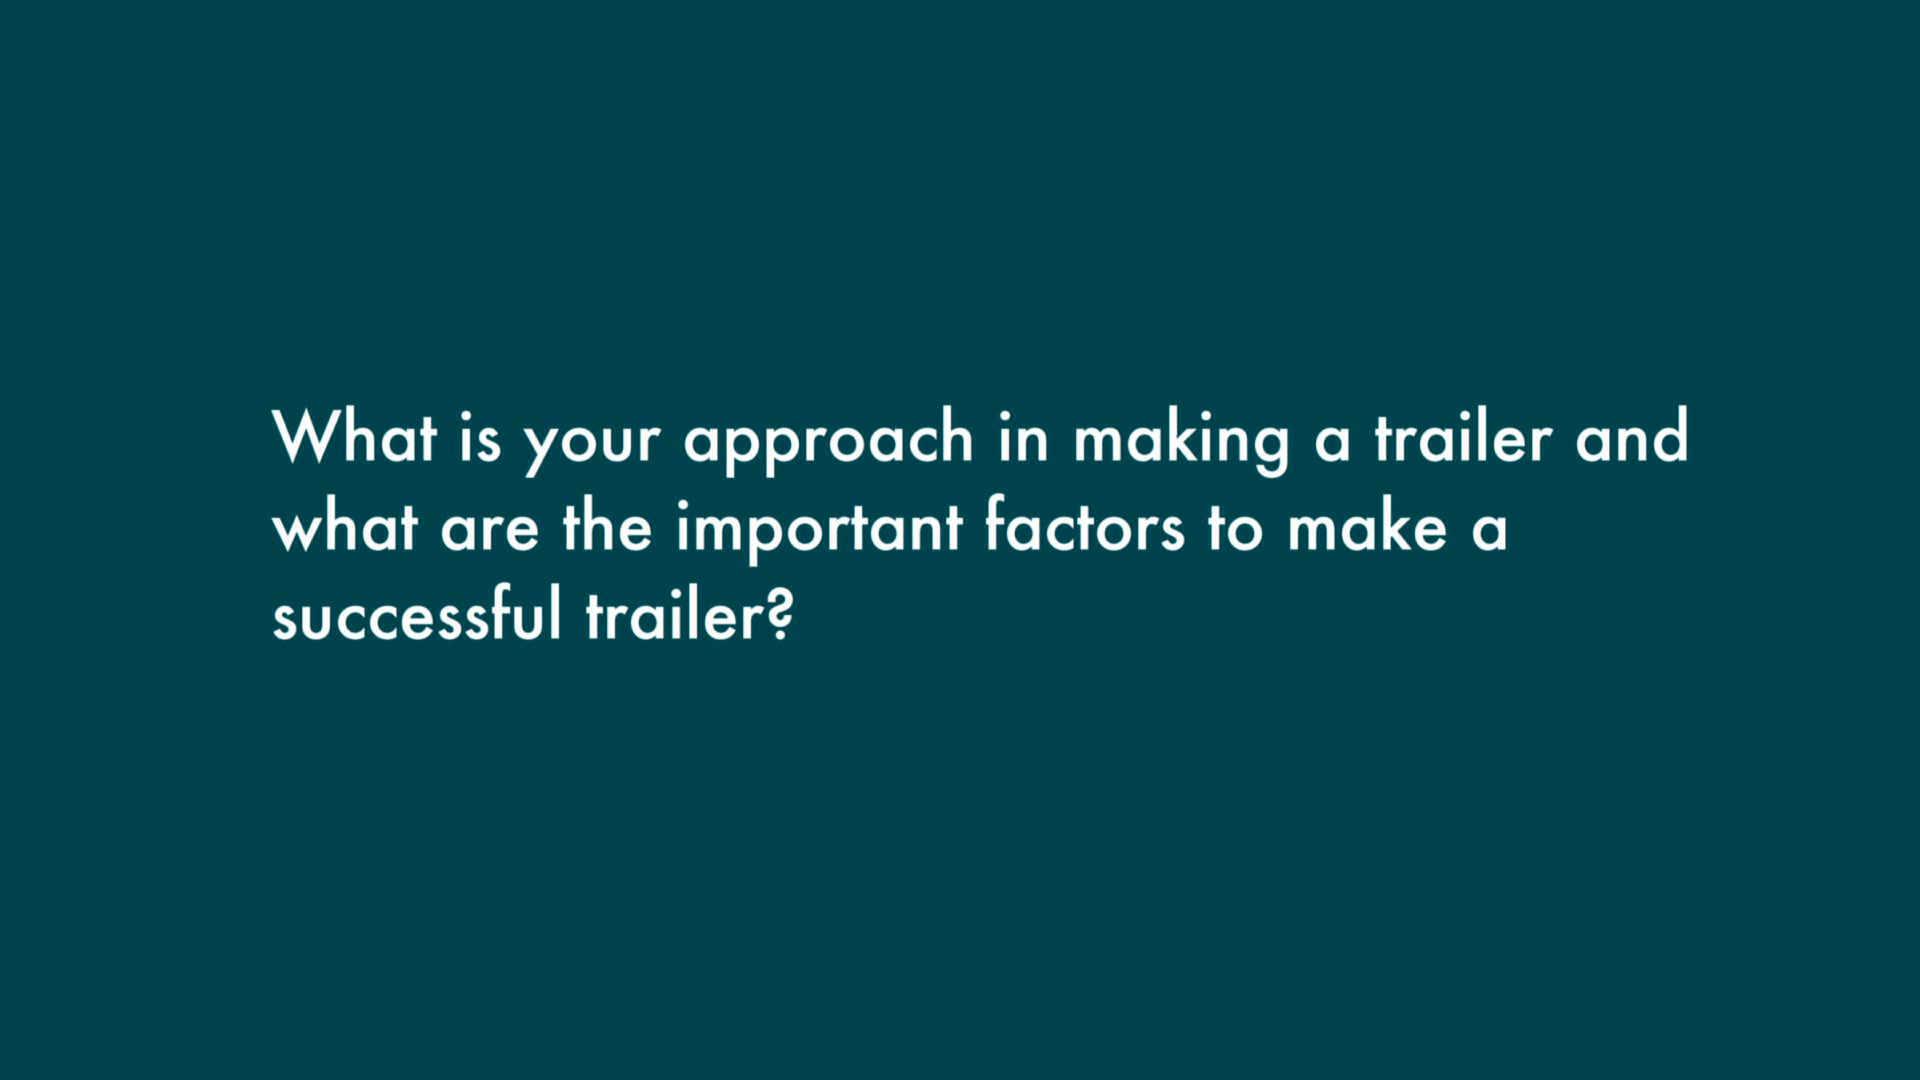 What is your approach in making a trailer and
what are the important factors to make a
successful trailer?